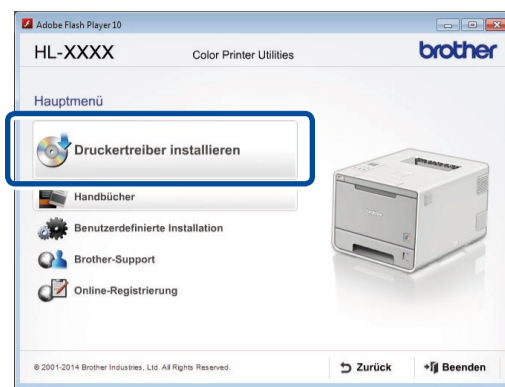 Adobe Flash Player 10
HL-XXXX
Color Printer Utilities
brother
Hauptmenü
Druckertreiber installieren
Handbücher
Benutzerdefinierte Installation
Brother-Support
Online-Registrierung
© 2001-2014 Brother Industries, Ltd. All Rights Reserved.
Zurück
Beenden